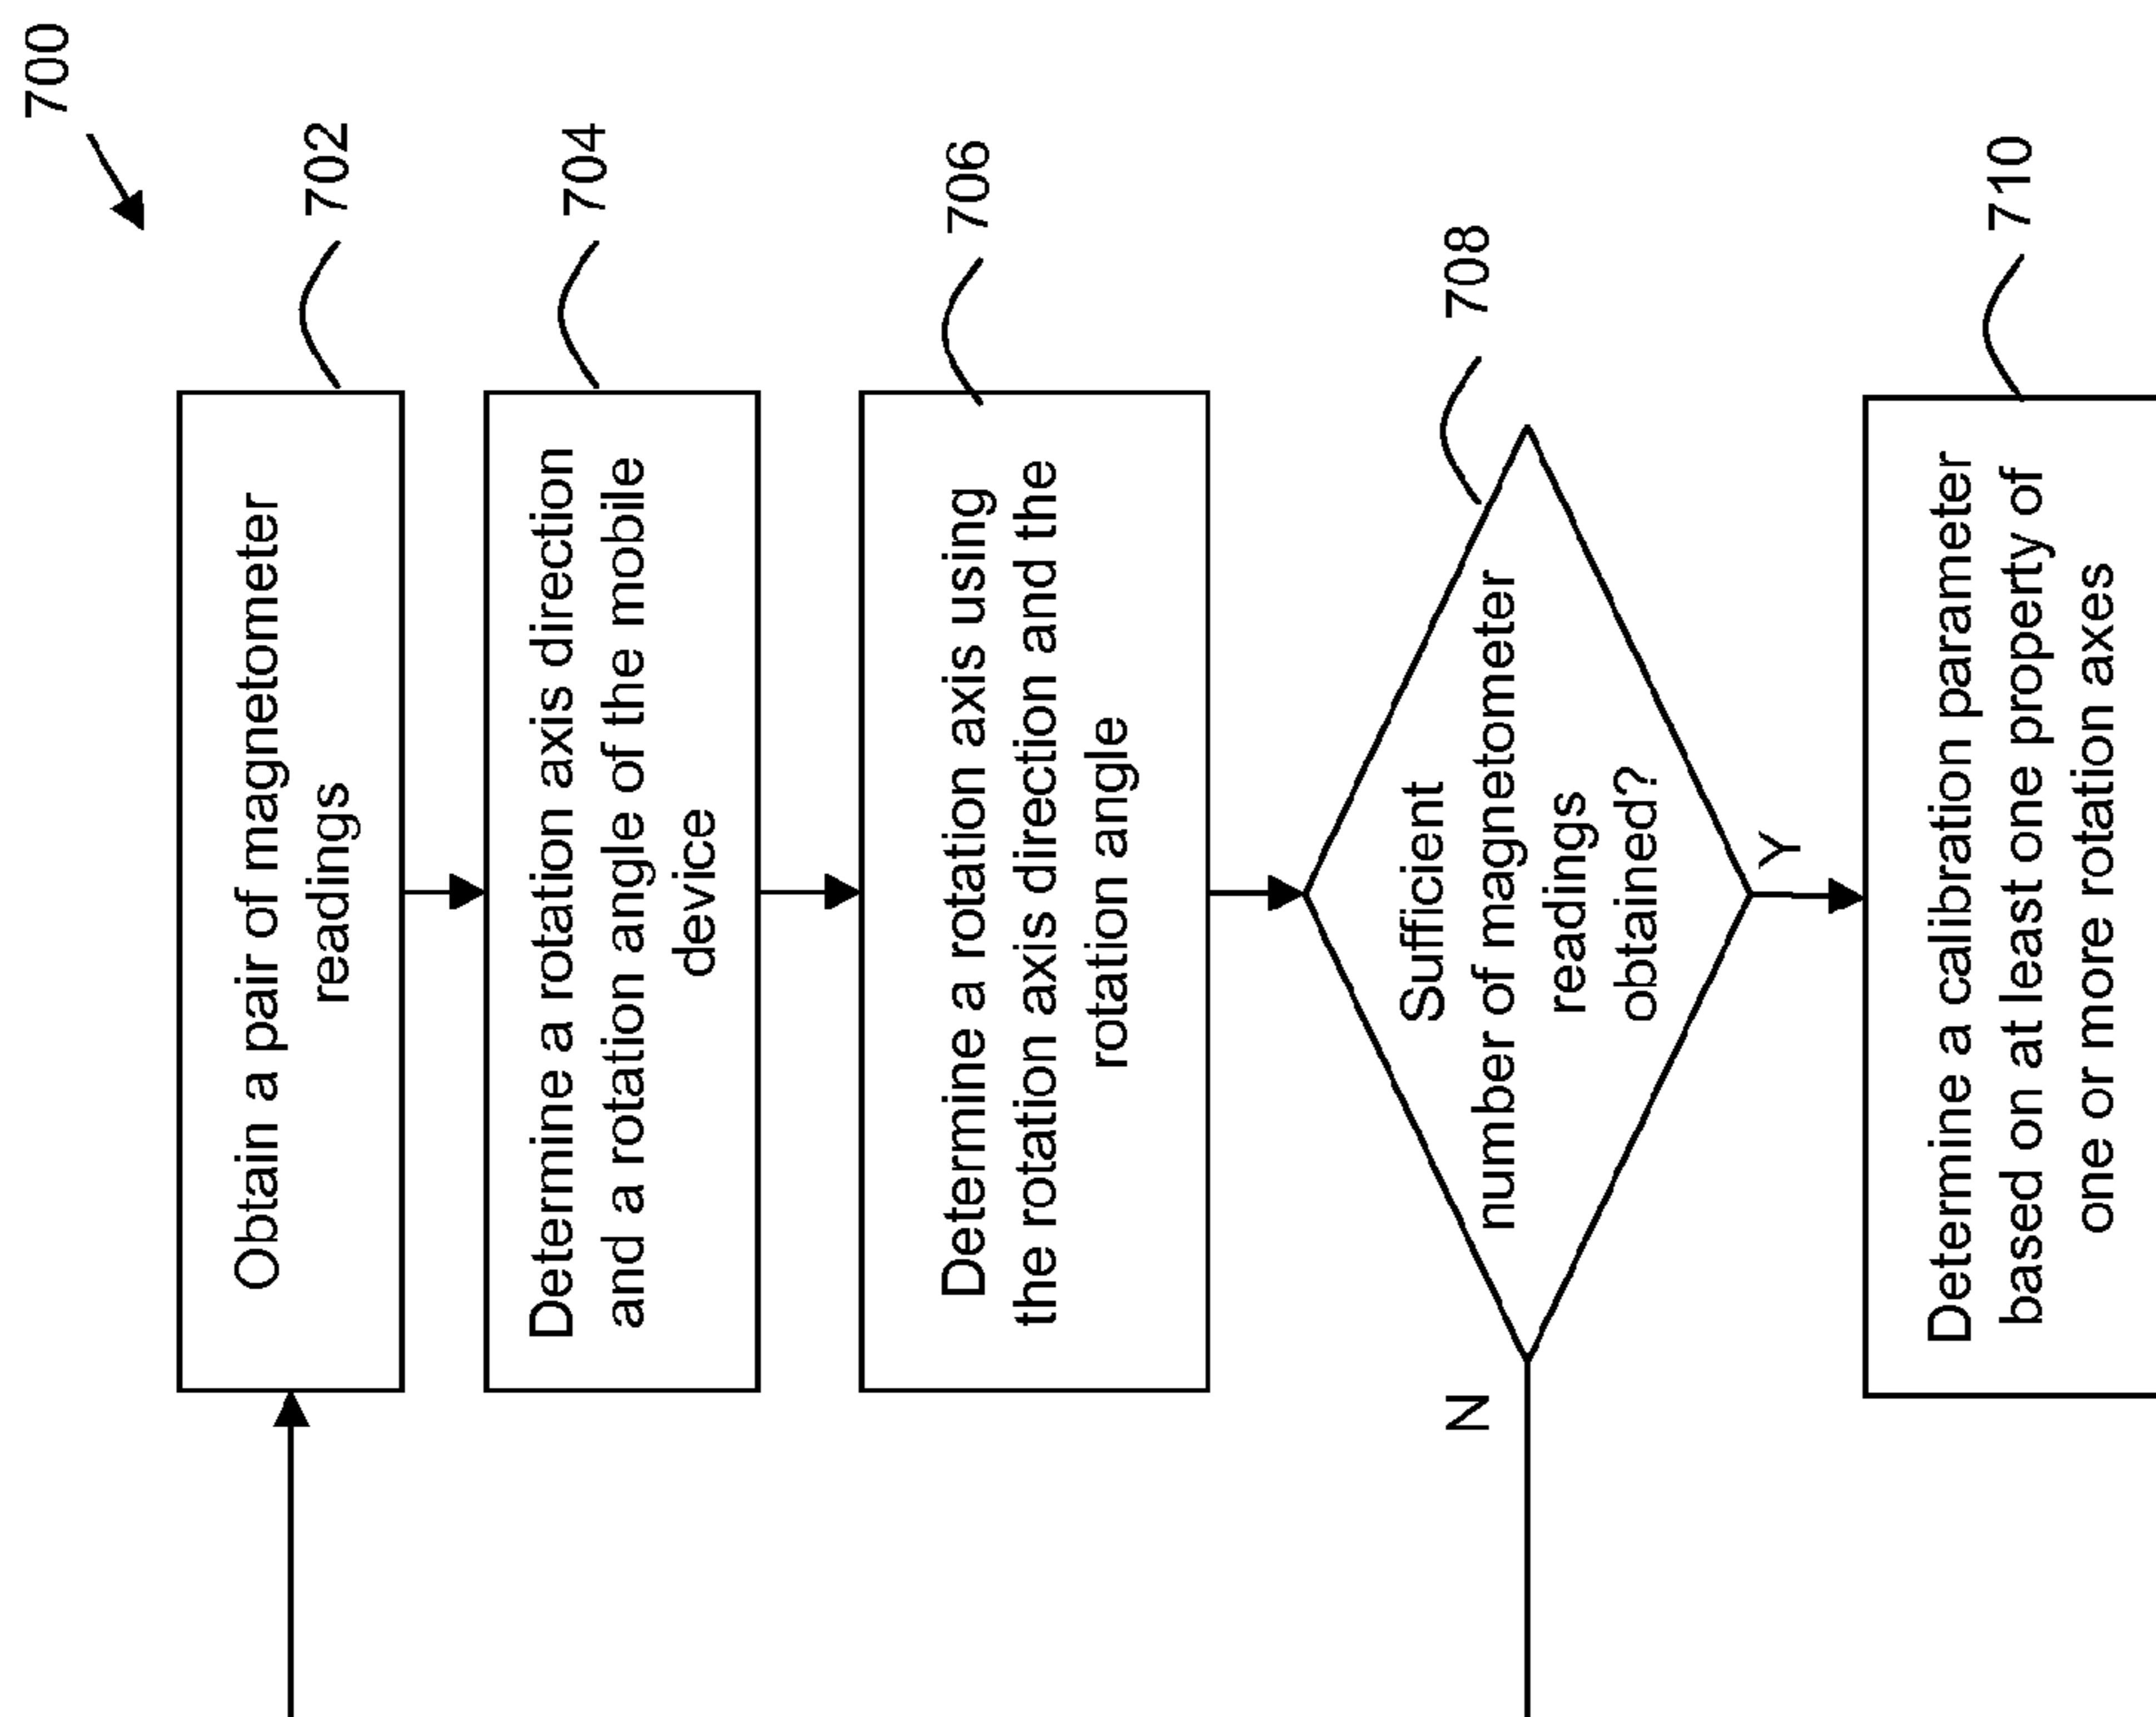 700
Obtain a pair of magnetometer
readings
702
Determine a rotation axis direction
and a rotation angle of the mobile
device
704
Determine a rotation axis using
the rotation axis direction and the
rotation angle
706
Sufficient
number of magnetometer
readings
obtained?
708
N
Y
Determine a calibration parameter
based on at least one property of
one or more rotation axes
710